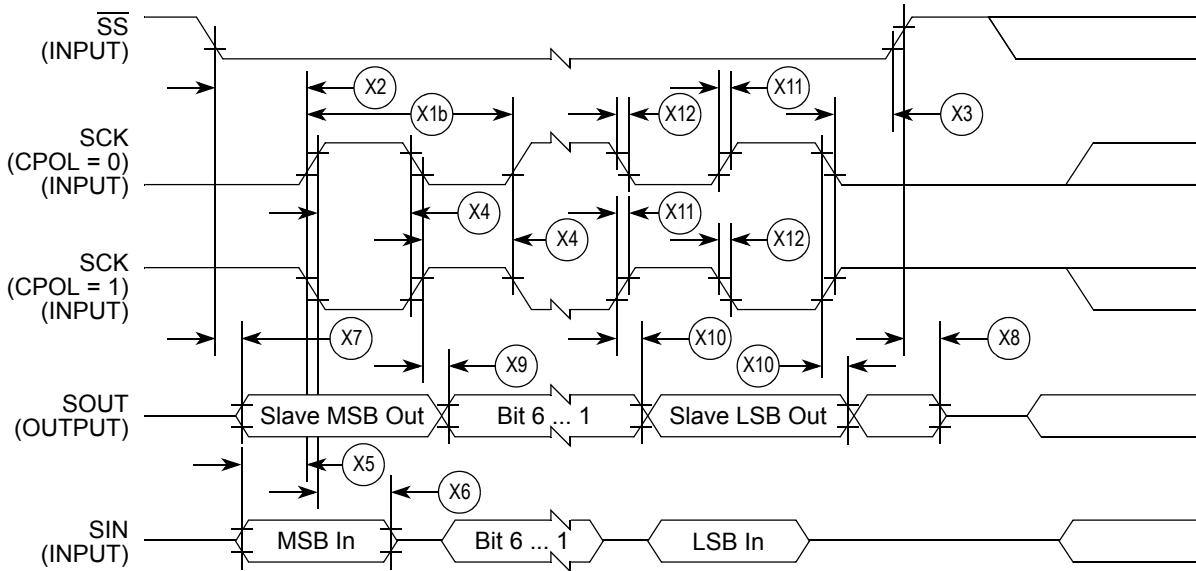 SS
(INPUT)
X2
X11
X1b
X12
X3
SCK
(CPOL = 0)
(INPUT)
X4
X11
X4
X12
SCK
(CPOL = 1)
(INPUT)
X7
X10
X8
X9
X10
SOUT
(OUTPUT)
Slave MSB Out
Bit 6 ... 1
Slave LSB Out
X5
X6
SIN
(INPUT)
MSB In
Bit 6 ... 1
LSB In